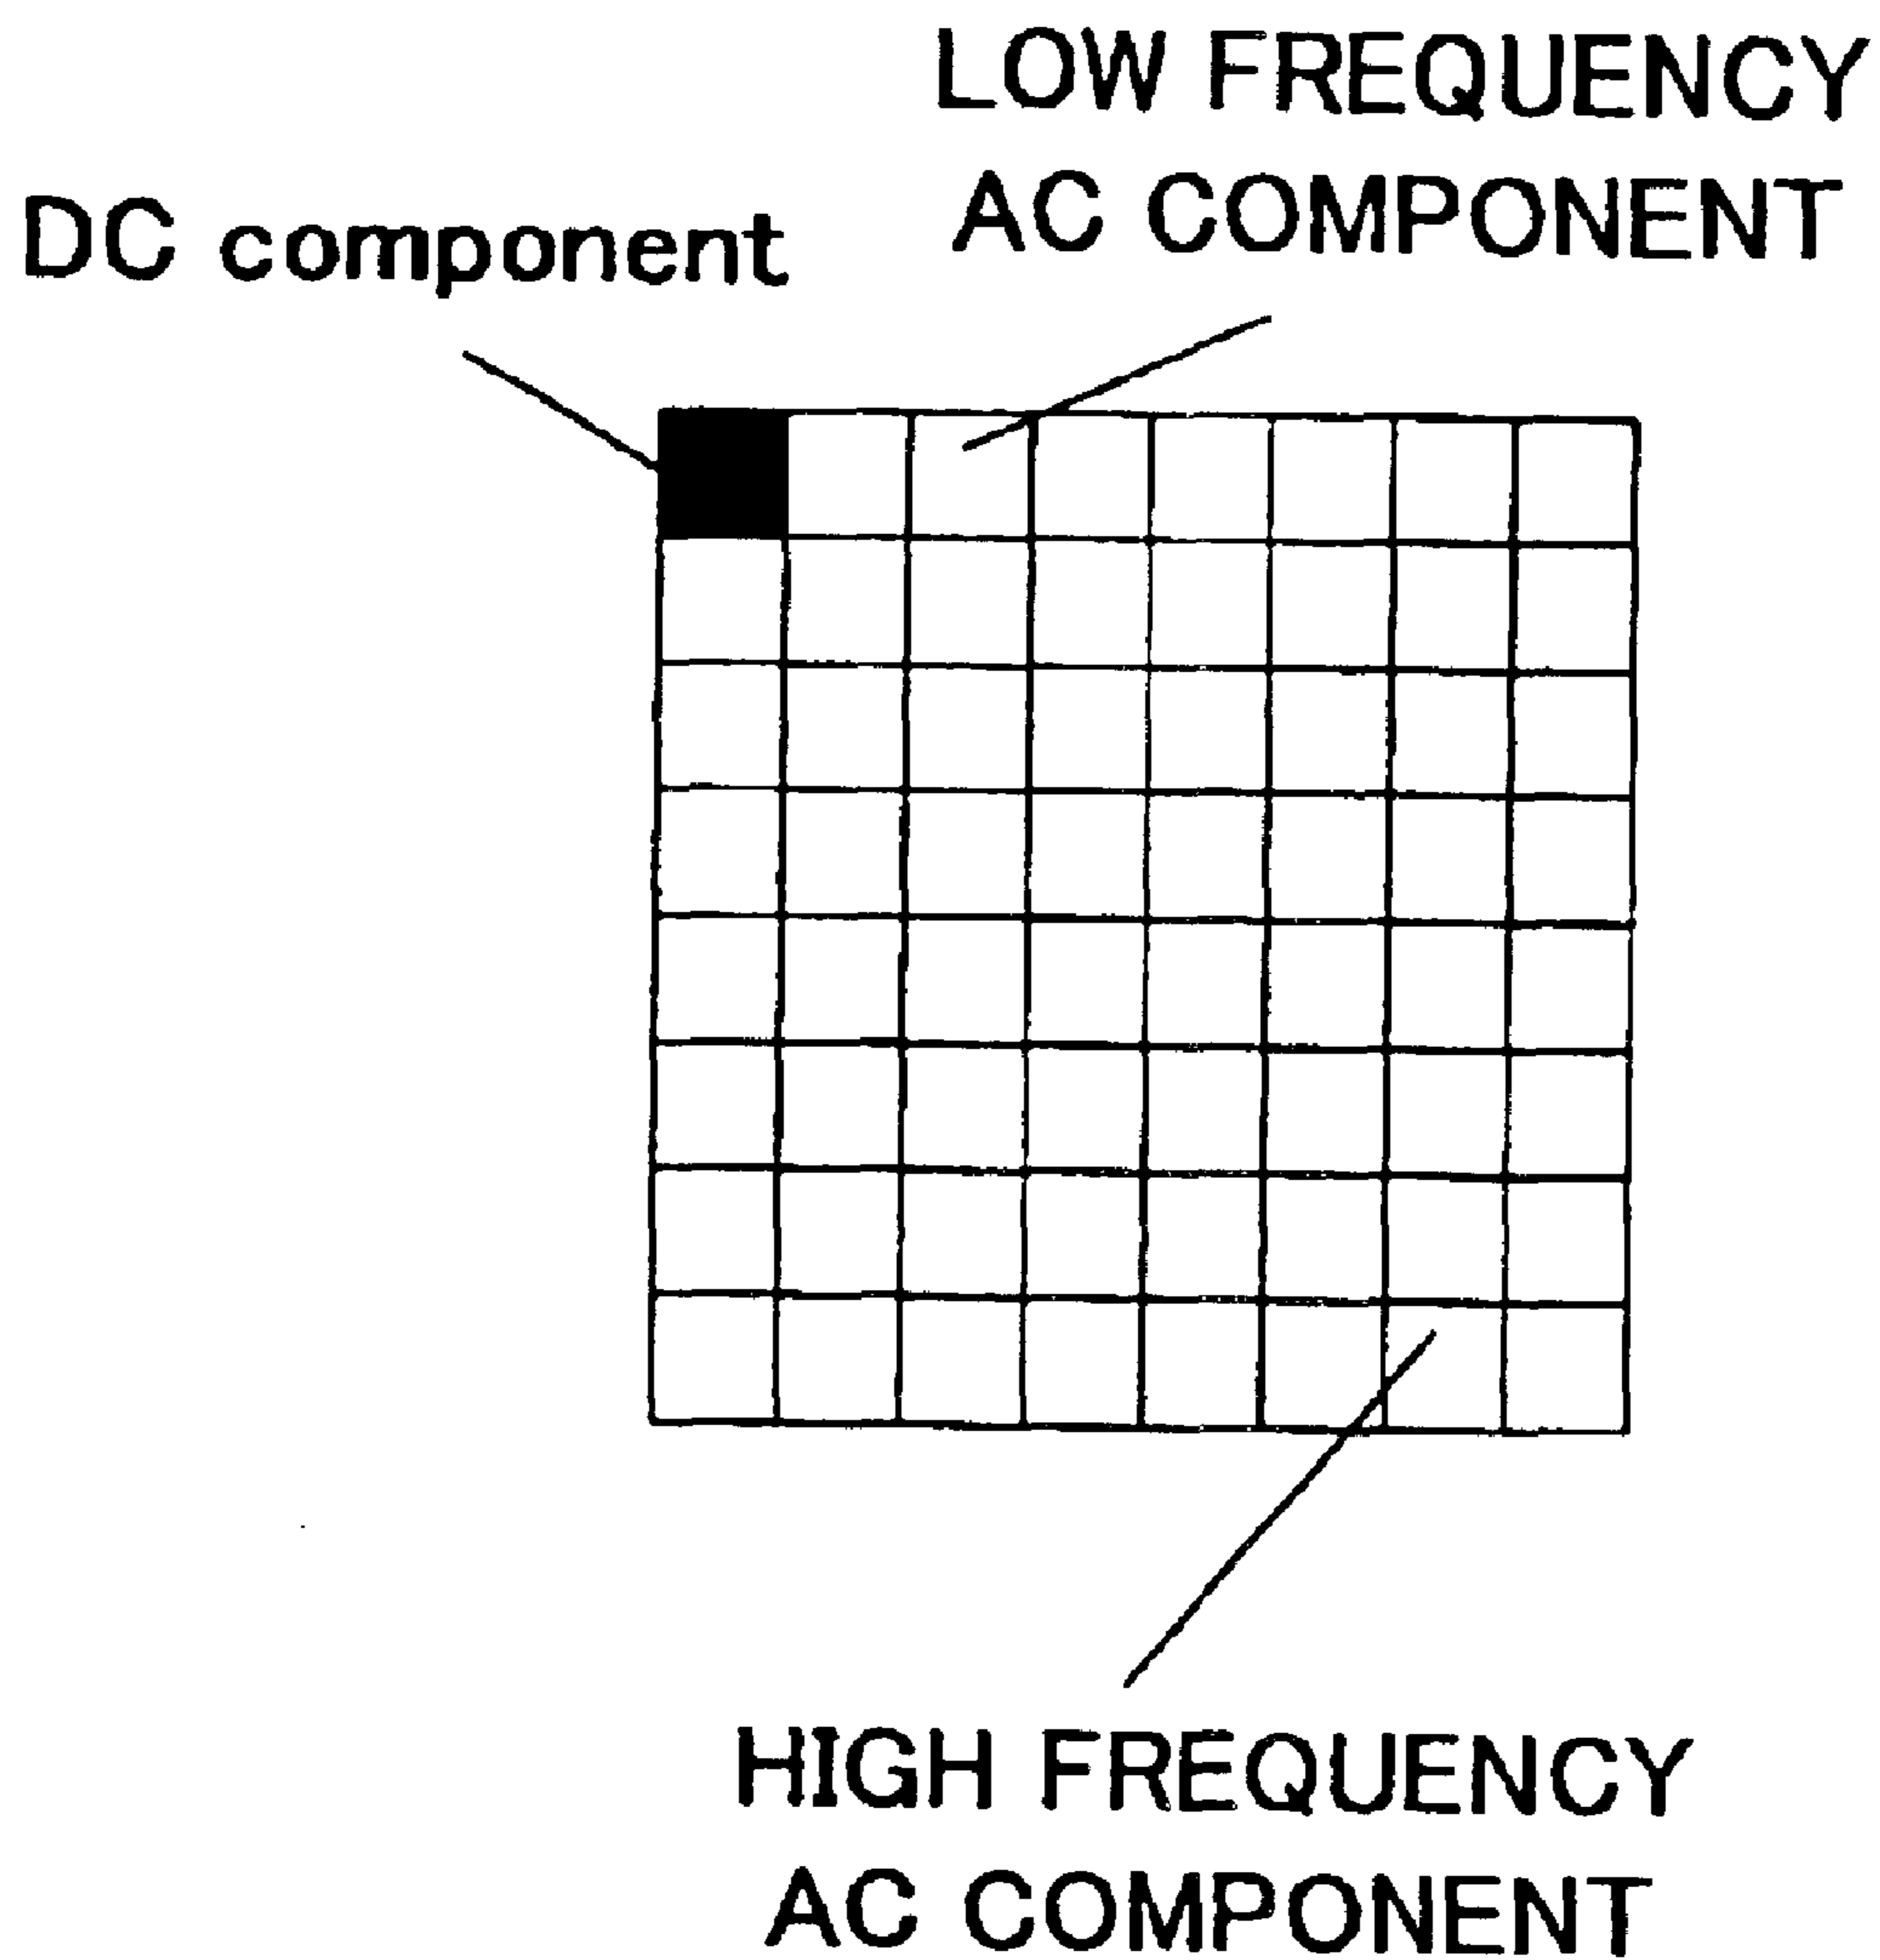 LOW FREQUENCY
AC COMPONENT
DC component
HIGH FREQUENCY
AC COMPONENT